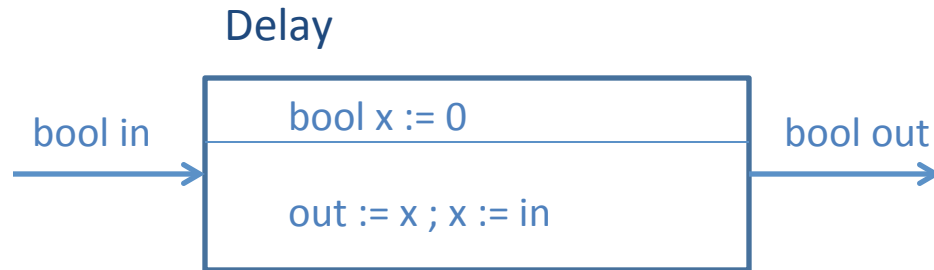 Delay
bool in
bool x := 0
bool out
out := x ; x := in